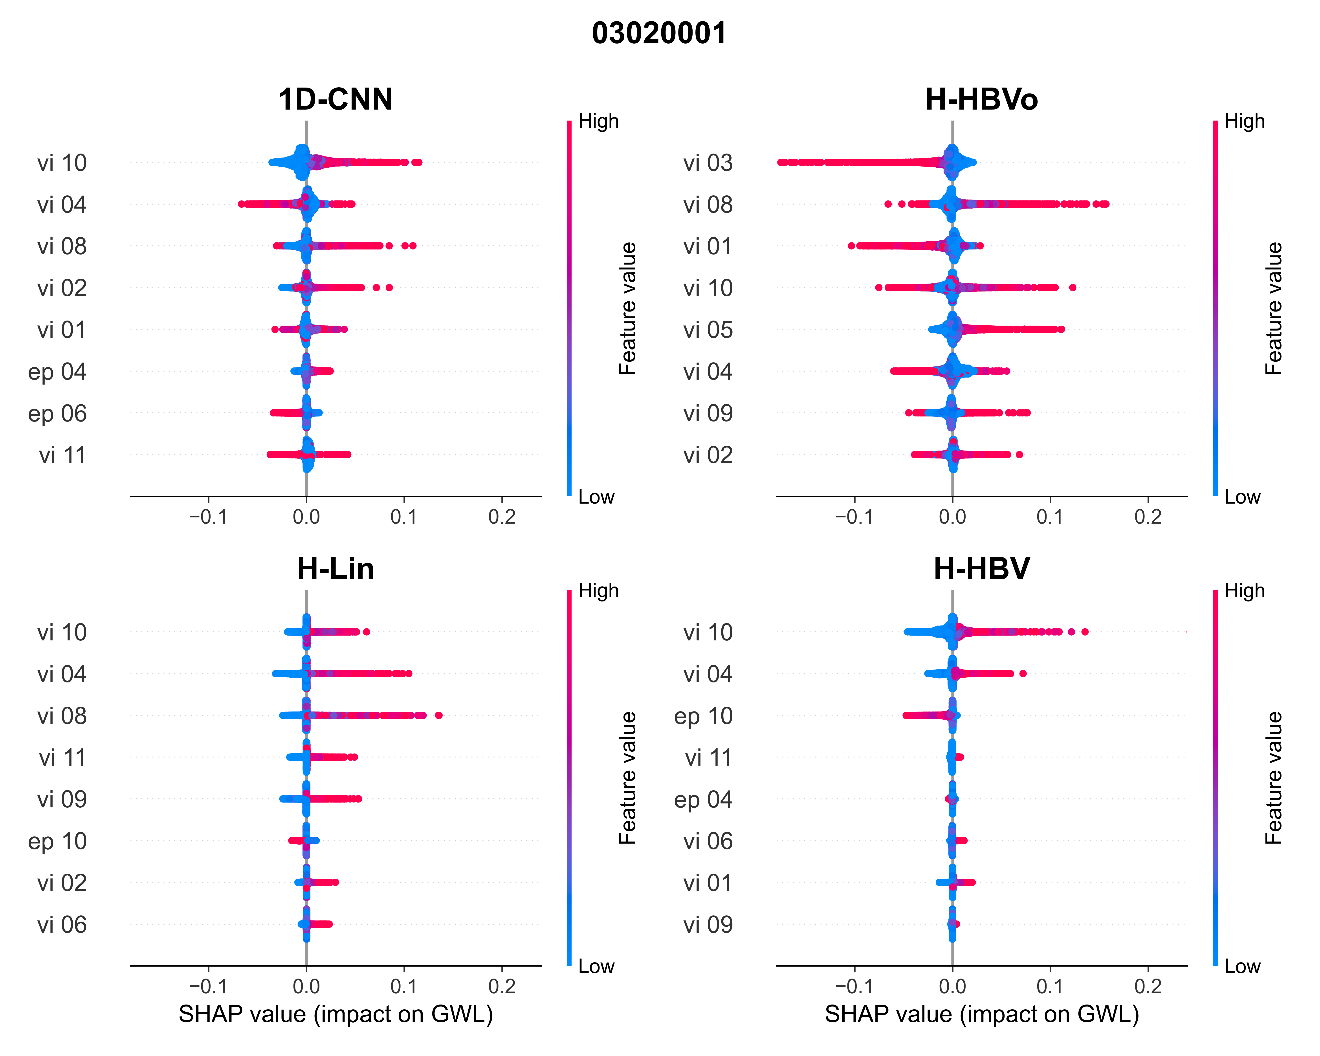 03020001
1D-CNN
High
vi 10
vi 04
vi 08
vi 02
vi 01
ep 04
ep 06
vi 11
Feature value
Low
−0.1 0.0 0.1 0.2
H-HBVo
High
vi 03
vi 08
vi 01
vi 10
vi 05
vi 04
vi 09
vi 02
Feature value
Low
−0.1 0.0 0.1 0.2
H-Lin
High
vi 10
vi 04
vi 08
vi 11
vi 09
ep 10
vi 02
vi 06
Feature value
Low
−0.1 0.0 0.1 0.2
SHAP value (impact on GWL)
H-HBV
High
vi 10
vi 04
ep 10
vi 11
ep 04
vi 06
vi 01
vi 09
Feature value
Low
−0.1 0.0 0.1 0.2
SHAP value (impact on GWL)